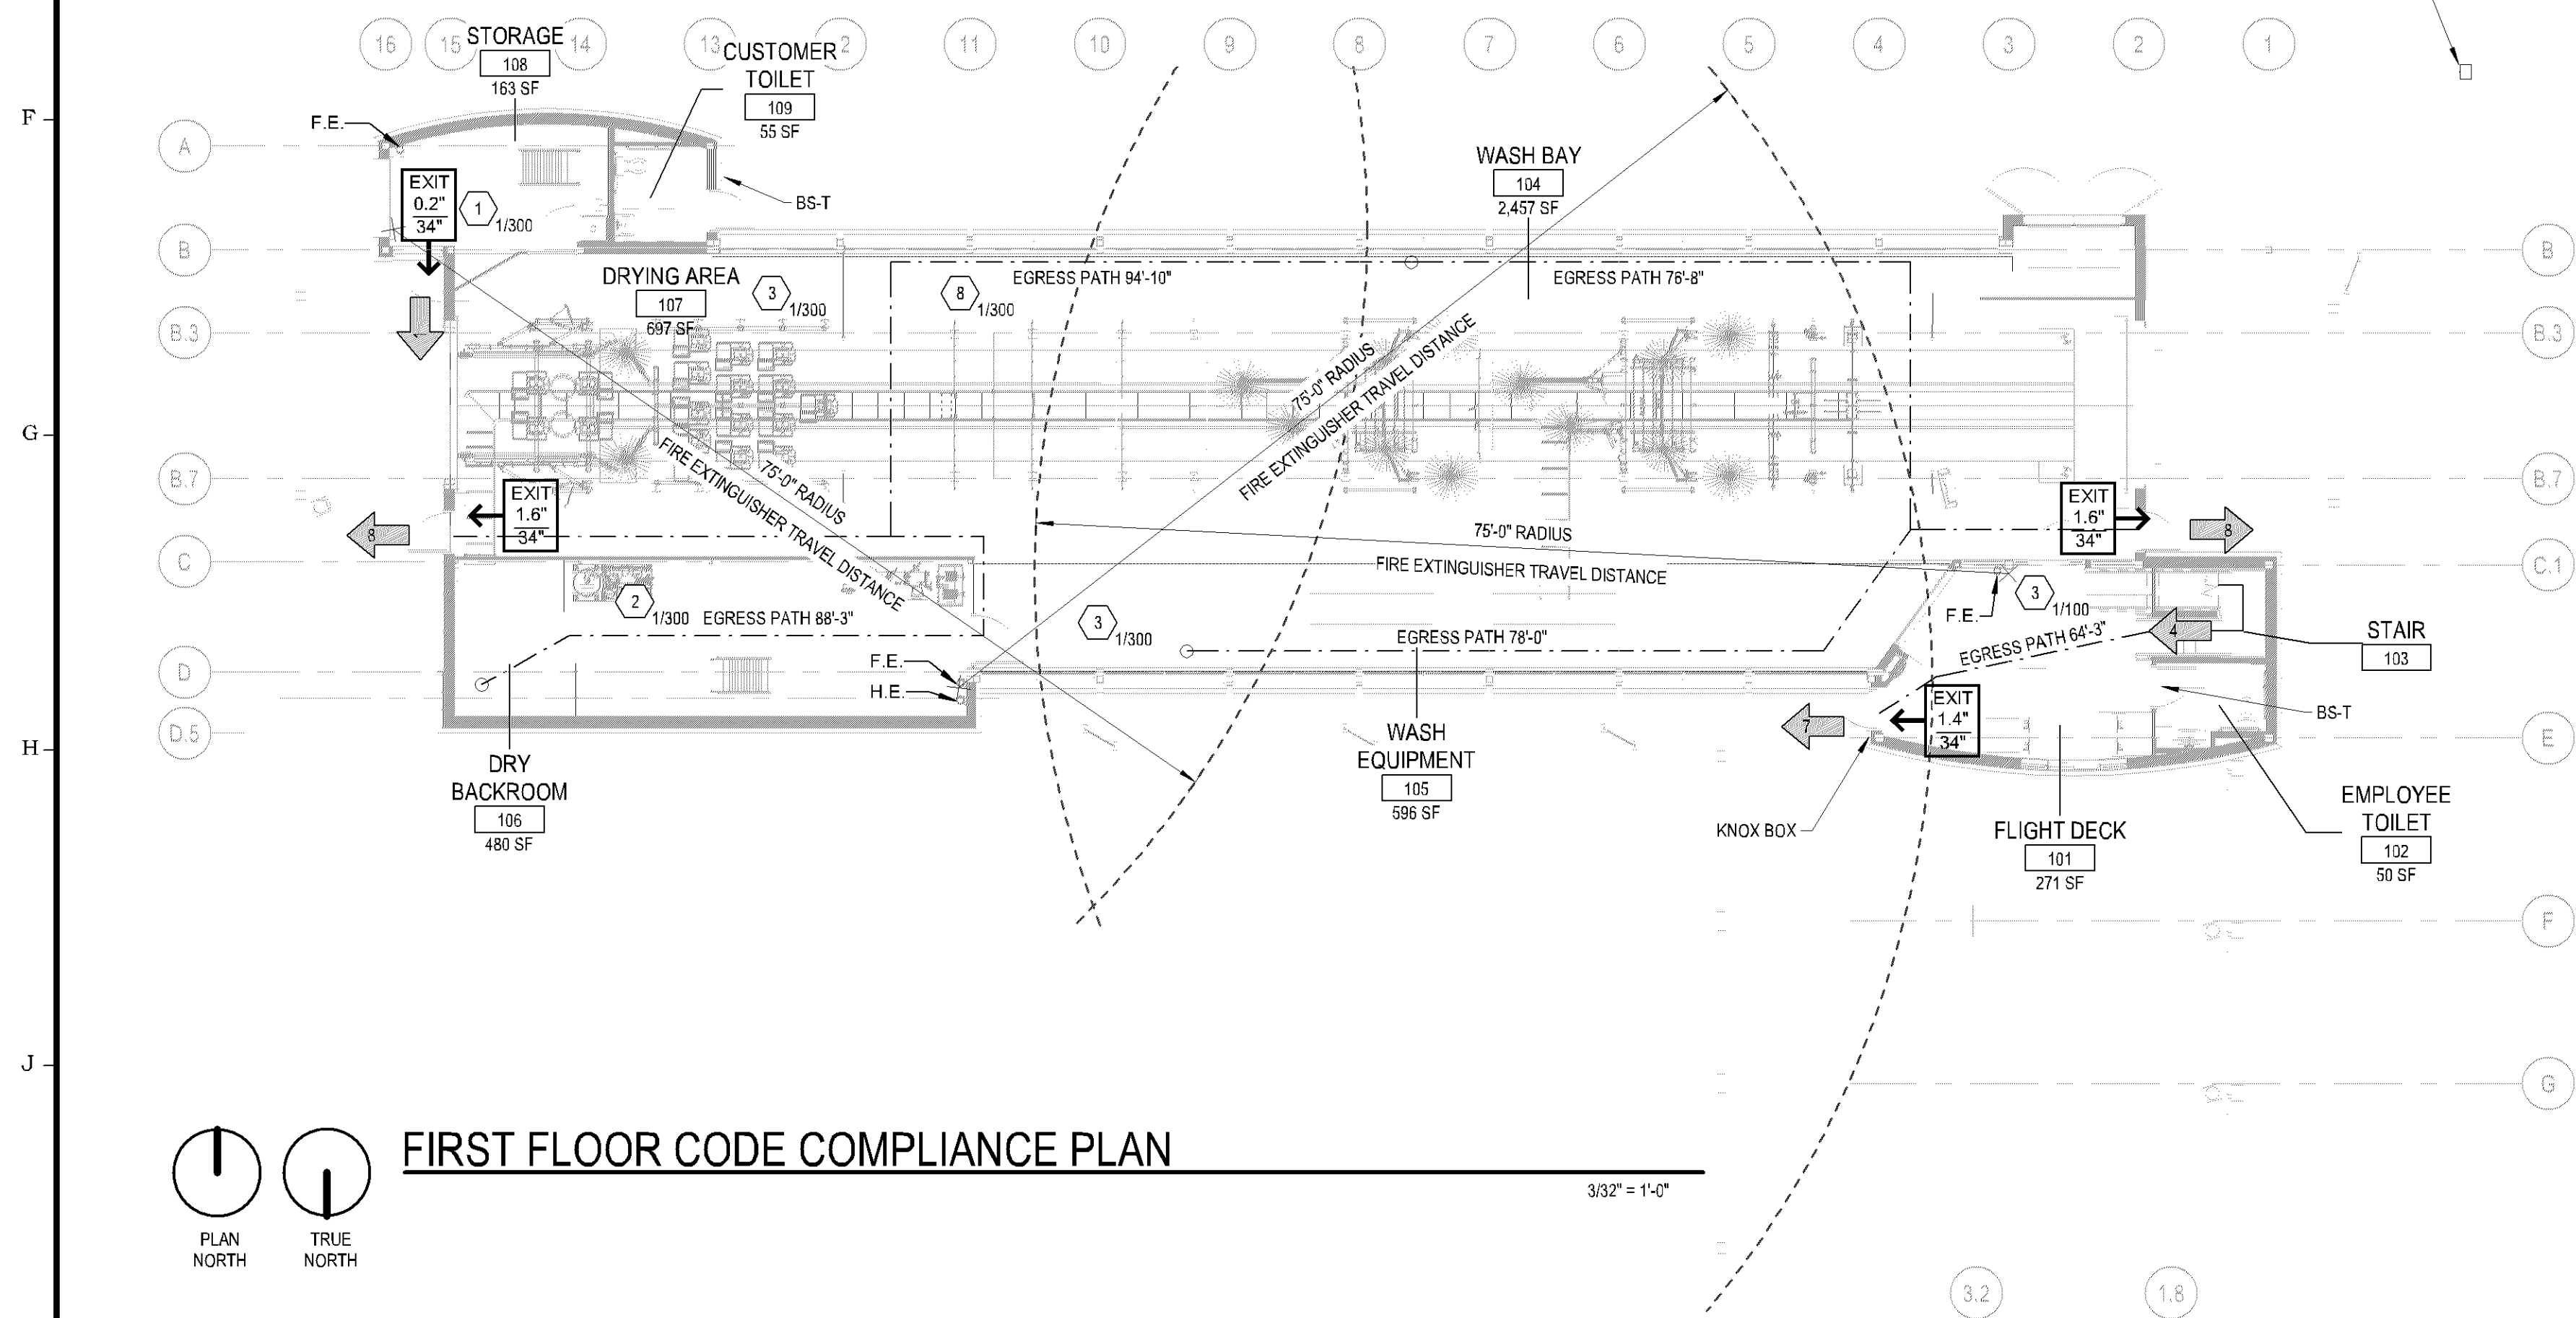 16
15
STORAGE
14
13
CUSTOMER
2
11
10
9
8
7
6
5
4
3
2
1
108
163 SF
TOILET
109
55 SF
F
F.E.
A
WASH BAY
104
2,457 SF
EXIT
0.2"
34"
1
1/300
BS-T
B
B
DRYING AREA
107
697 SF
3
1/300
8
1/300
EGRESS PATH 94'-10"
EGRESS PATH 76'-8"
B.3
B.3
75'-0" RADIUS
FIRE EXTINGUISHER TRAVEL DISTANCE
G
75'-0" RADIUS
FIRE EXTINGUISHER TRAVEL DISTANCE
B.7
B.7
EXIT
1.6"
34"
8
75'-0" RADIUS
FIRE EXTINGUISHER TRAVEL DISTANCE
EXIT
1.6"
34"
8
C
C.1
2
1/300
EGRESS PATH 88'-3"
3
1/300
EGRESS PATH 78'-0"
F.E.
3
1/100
EGRESS PATH 64'-3"
4
STAIR
103
D
F.E.
H.E.
EXIT
1.4"
34"
7
BS-T
D.5
E
H
DRY
BACKROOM
106
480 SF
WASH
EQUIPMENT
105
596 SF
KNOX BOX
FLIGHT DECK
101
271 SF
EMPLOYEE
TOILET
102
50 SF
F
J
G
FIRST FLOOR CODE COMPLIANCE PLAN
3/32" = 1'-0"
PLAN
NORTH
TRUE
NORTH
3.2
1.8